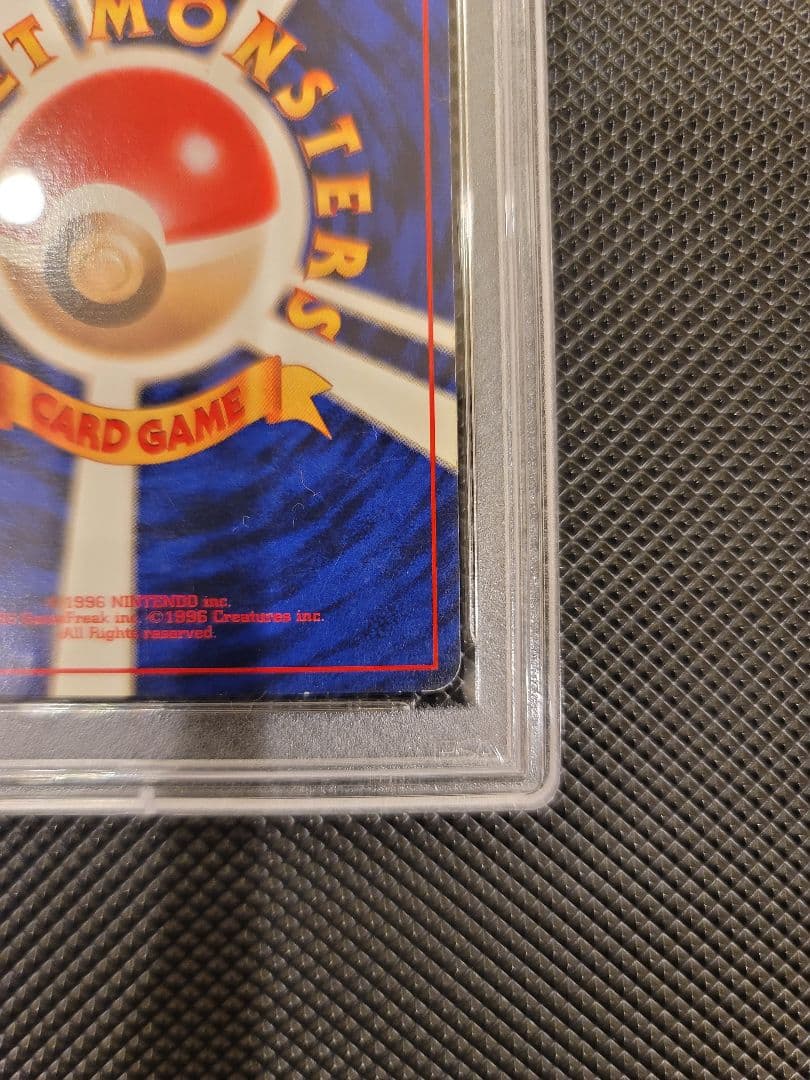 MONSTERS
CARD GAME
©1996 NINTENDO inc.
GameFreak inc. ©1996 Creatures inc.
All Rights reserved.